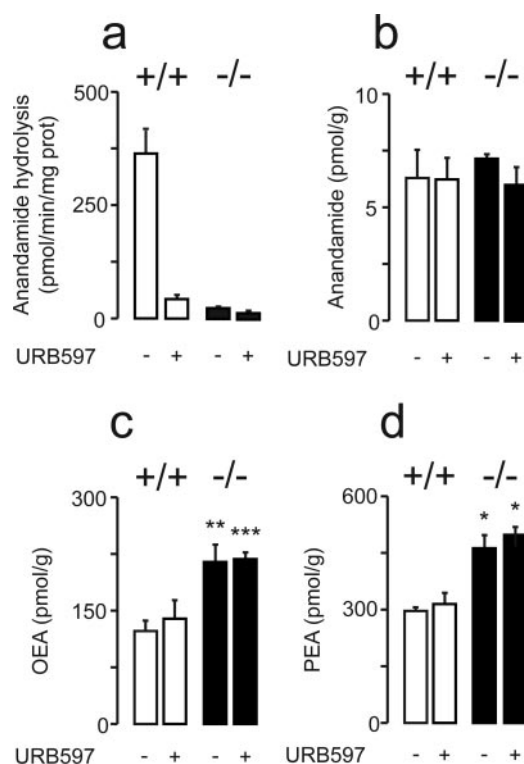 a
+/+ -/-
500
250
0
Anandamide hydrolysis
(pmol/min/mg prot)
URB597 - + - +
b
+/+ -/-
10
5
0
Anandamide (pmol/g)
URB597 - + - +
c
+/+ -/-
300
** ***
150
0
OEA (pmol/g)
URB597 - + - +
d
+/+ -/-
600
* *
300
0
PEA (pmol/g)
URB597 - + - +